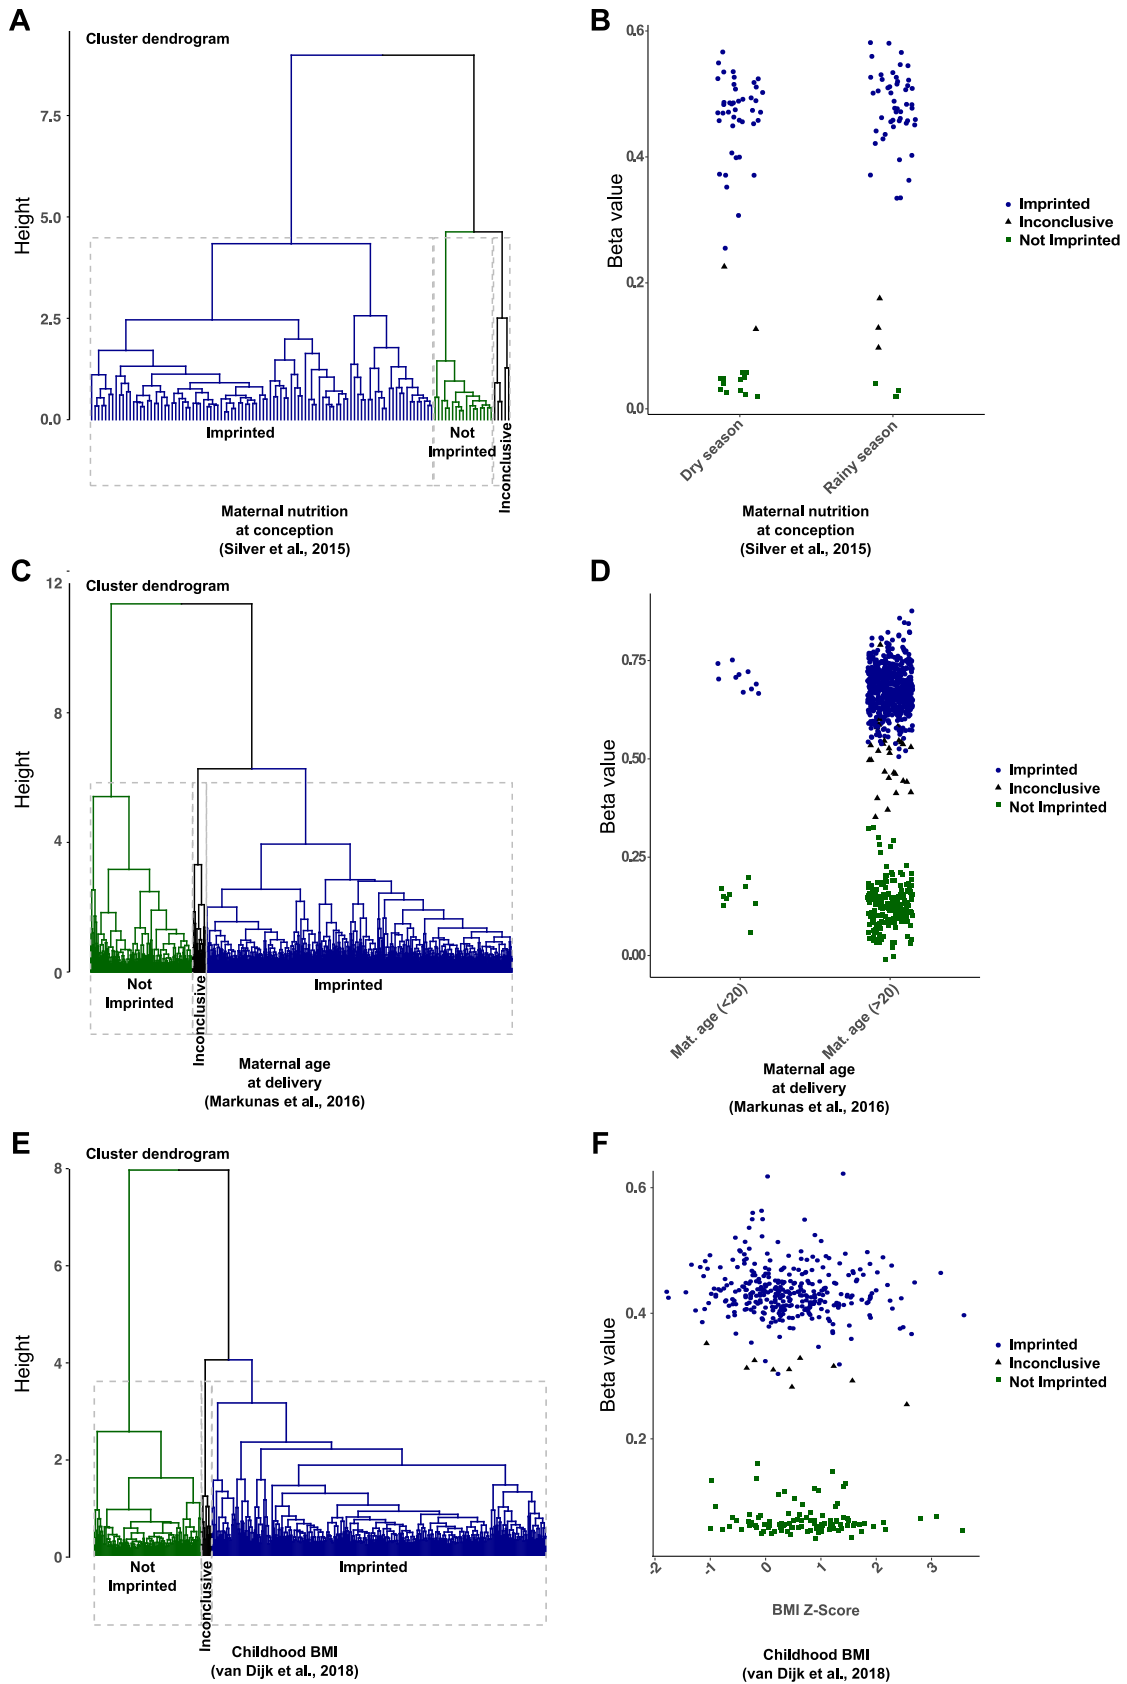 A
Cluster dendrogram
Height
7.5
5.0
2.5
0.0
Imprinted
Not
Imprinted
Inconclusive
Maternal nutrition
at conception
(Silver et al., 2015)
B
Beta value
0.6
0.4
0.2
0.0
Dry season
Rainy season
Imprinted
Inconclusive
Not Imprinted
Maternal nutrition
at conception
(Silver et al., 2015)
C
Cluster dendrogram
Height
12
8
4
0
Not
Imprinted
Inconclusive
Imprinted
Maternal age
at delivery
(Markunas et al., 2016)
D
Beta value
0.75
0.50
0.25
0.00
Mat. age (<20)
Mat. age (>20)
Imprinted
Inconclusive
Not Imprinted
Maternal age
at delivery
(Markunas et al., 2016)
E
Cluster dendrogram
Height
8
6
4
2
0
Not
Imprinted
Inconclusive
Imprinted
Childhood BMI
(van Dijk et al., 2018)
F
Beta value
0.6
0.4
0.2
-2
-1
0
1
2
3
BMI Z-Score
Imprinted
Inconclusive
Not Imprinted
Childhood BMI
(van Dijk et al., 2018)